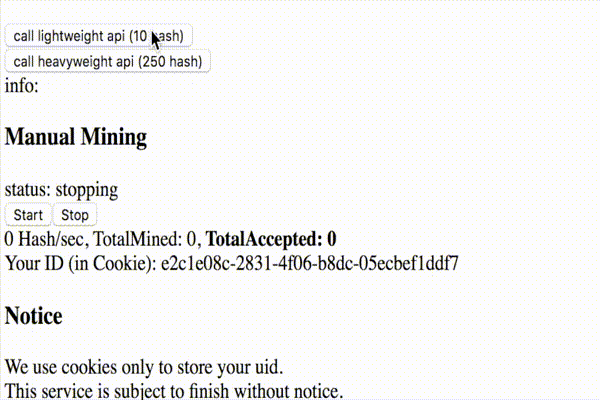 call lightweight api (10 hash)
call heavyweight api (250 hash)
info:
Manual Mining
status: stopping
Start Stop
0 Hash/sec, TotalMined: 0, TotalAccepted: 0
Your ID (in Cookie): e2c1e08c-2831-4f06-b8dc-05ecbef1ddf7
Notice
We use cookies only to store your uid.
This service is subject to finish without notice.